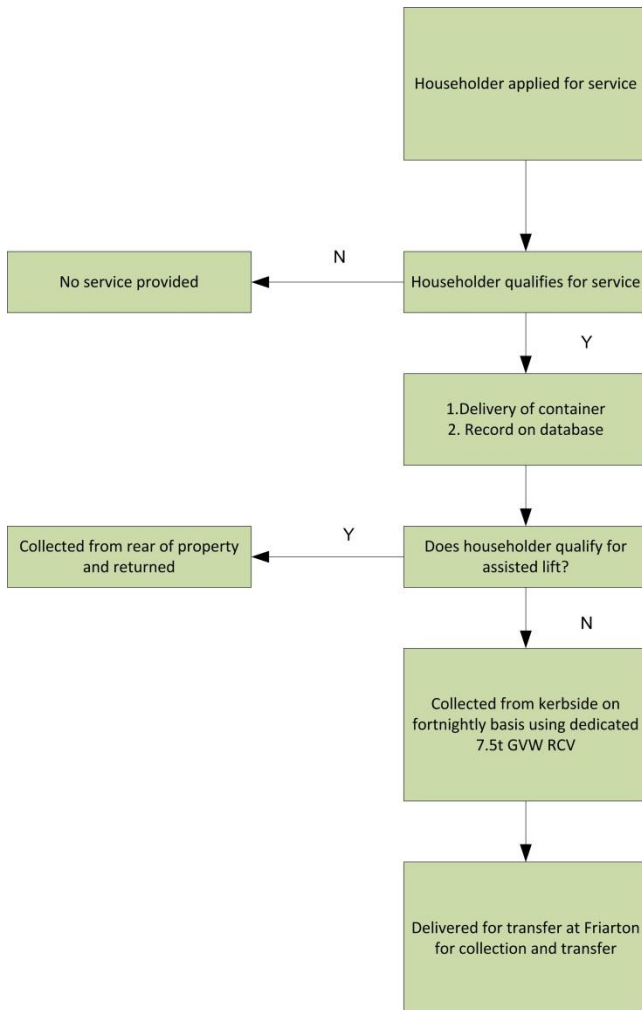 Householder applied for service
N
No service provided
Householder qualifies for service
Y
1.Delivery of container
2. Record on database
Y
Collected from rear of property
and returned
Does householder qualify for
assisted lift?
N
Collected from kerbside on
fortnightly basis using dedicated
7.5t GVW RCV
Delivered for transfer at Friarton
for collection and transfer